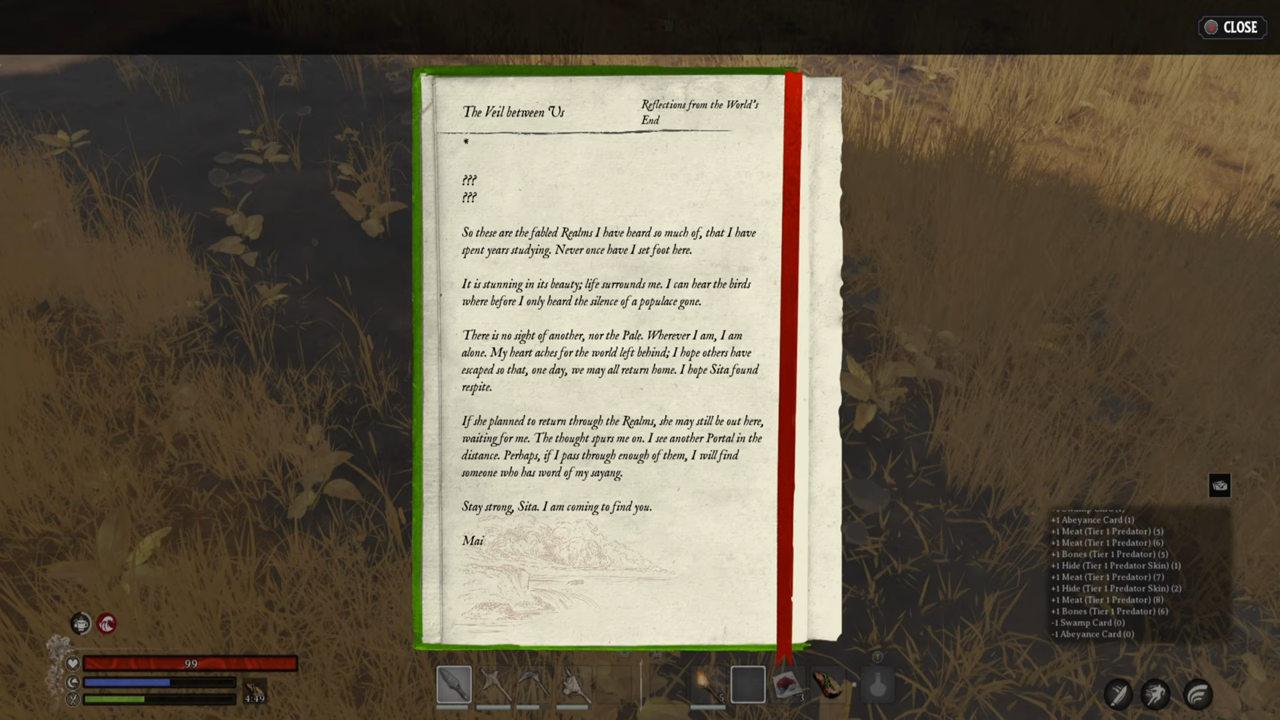 CLOSE
The Veil between Us
Reflections from the World's
End
*
???
???
So these are the fabled Realms I have heard so much of, that I have
spent years studying. Never once have I set foot here.
It is stunning in its beauty; life surrounds me. I can hear the birds
where before I only heard the silence of a populace gone.
There is no sight of another, nor the Pale. Wherever I am, I am
alone. My heart aches for the world left behind; I hope others have
escaped so that, one day, we may all return home. I hope Sita found
respite.
If she planned to return through the Realms, she may still be out here,
waiting for me. The thought spurs me on. I see another Portal in the
distance. Perhaps, if I pass through enough of them, I will find
someone who has word of my sayang.
Stay strong, Sita. I am coming to find you.
Mai
+1 Abeyance Card (1)
+1 Meat (Tier 1 Predator) (5)
+1 Meat (Tier 1 Predator) (6)
+1 Bones (Tier 1 Predator) (5)
+1 Hide (Tier 1 Predator Skin) (1)
+1 Meat (Tier 1 Predator) (7)
+1 Hide (Tier 1 Predator Skin) (2)
+1 Meat (Tier 1 Predator) (8)
+1 Bones (Tier 1 Predator) (6)
-1 Swamp Card (0)
-1 Abeyance Card (0)
99
4:49
5
3